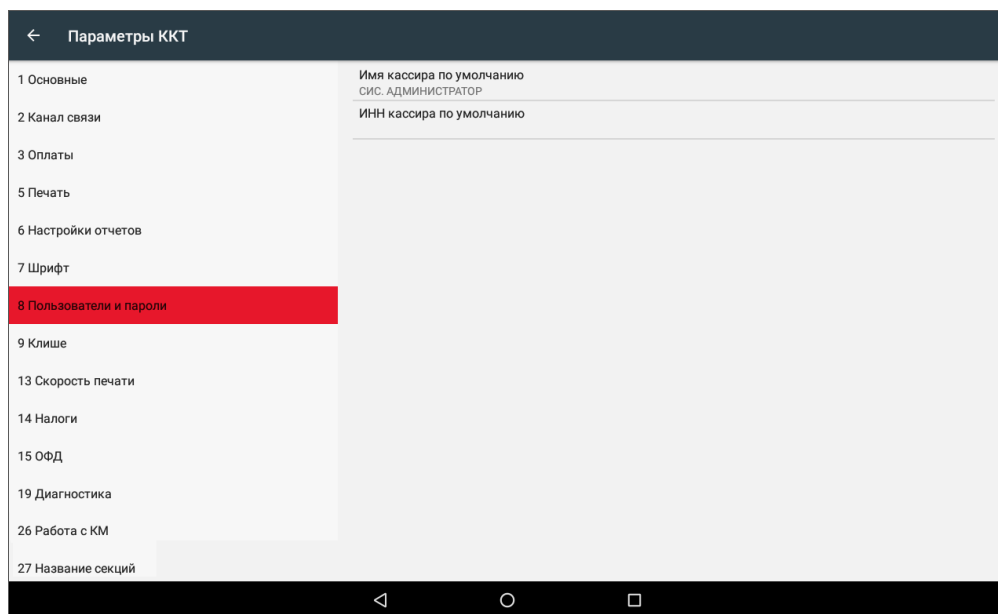 Параметры ККТ
1 Основные
2 Канал связи
3 Оплаты
5 Печать
6 Настройки отчетов
7 Шрифт
8 Пользователи и пароли
9 Клише
13 Скорость печати
14 Налоги
15 ОФД
19 Диагностика
26 Работа с КМ
27 Название секций
Имя кассира по умолчанию
СИС. АДМИНИСТРАТОР
ИНН кассира по умолчанию